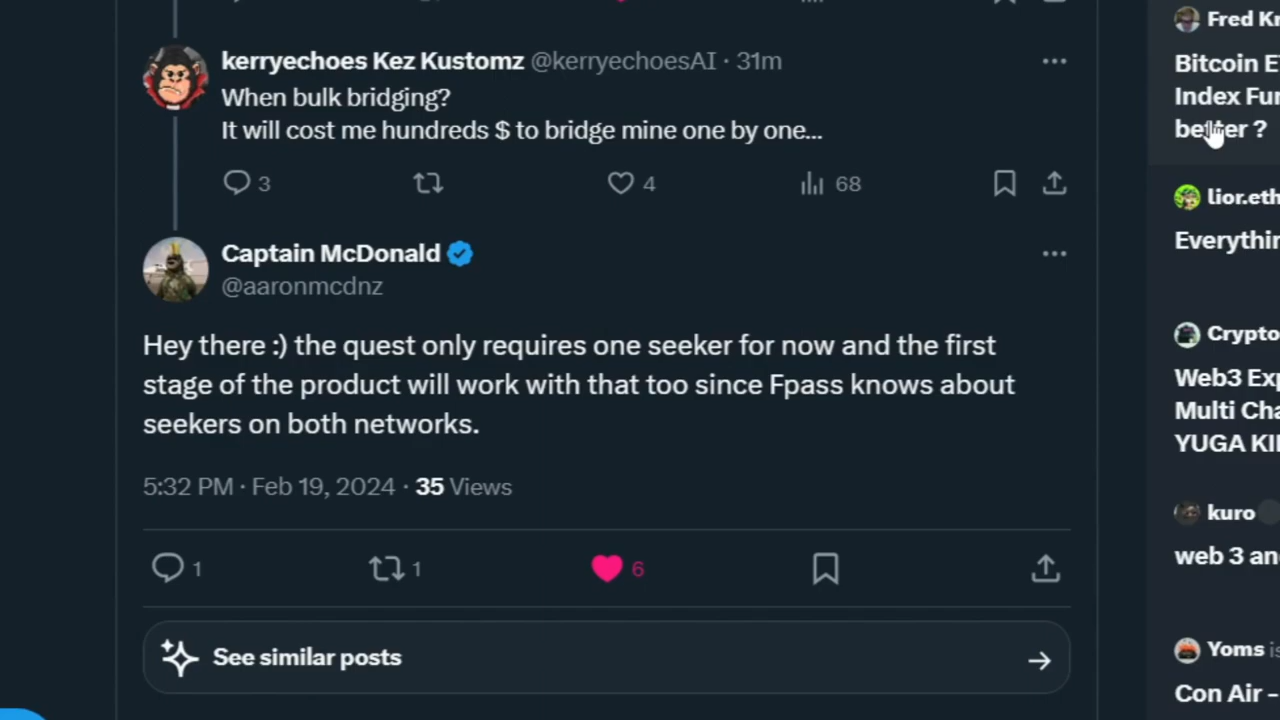 kerryechoes Kez Kustomz @kerryechoesAI · 31m
When bulk bridging?
It will cost me hundreds $ to bridge mine one by one...
3 4 68
Captain McDonald
@aaronmcdnz
Hey there :) the quest only requires one seeker for now and the first
stage of the product will work with that too since Fpass knows about
seekers on both networks.
5:32 PM · Feb 19, 2024 · 35 Views
1 1 6
See similar posts
Fred
Bitcoin
Index
better ?
lior.eth
Crypto
Web3
Multi
YUGA
kuro
web 3
Yoms
Con Air -